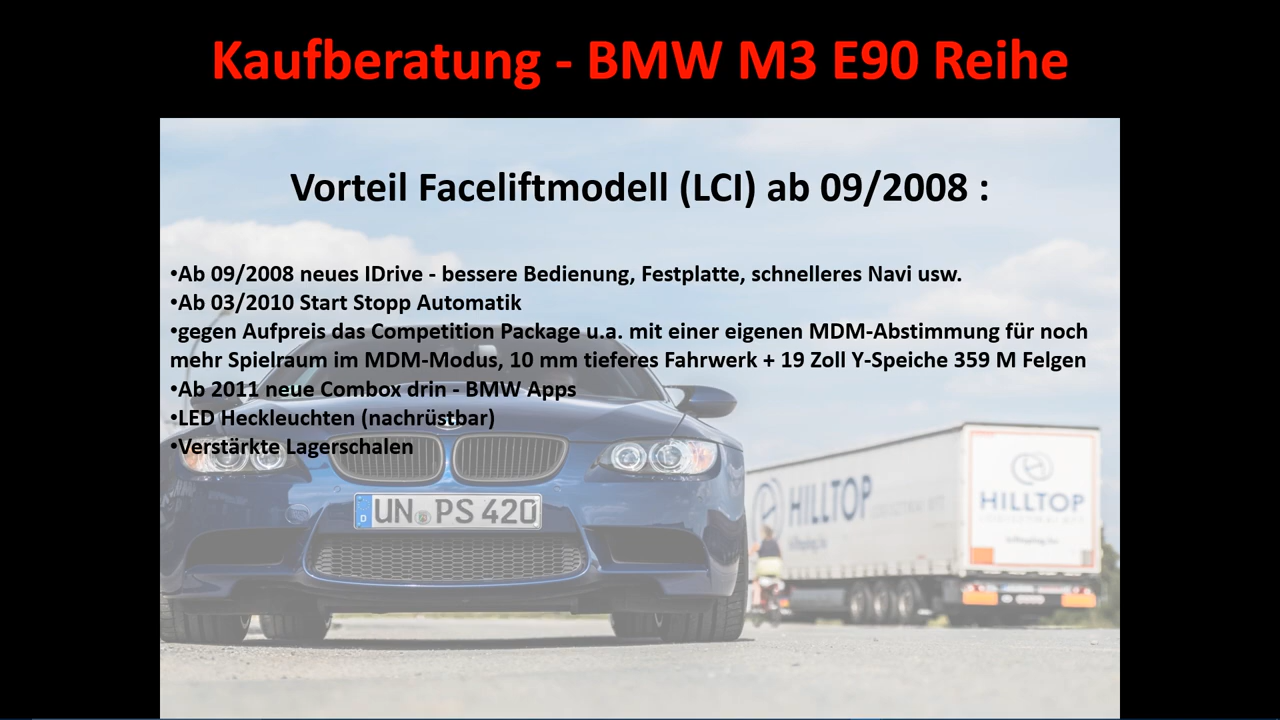 Kaufberatung - BMW M3 E90 Reihe
Vorteil Faceliftmodell (LCI) ab 09/2008 :
•Ab 09/2008 neues IDrive - bessere Bedienung, Festplatte, schnelleres Navi usw.
•Ab 03/2010 Start Stopp Automatik
•gegen Aufpreis das Competition Package u.a. mit einer eigenen MDM-Abstimmung für noch
mehr Spielraum im MDM-Modus, 10 mm tieferes Fahrwerk + 19 Zoll Y-Speiche 359 M Felgen
•Ab 2011 neue Combox drin - BMW Apps
•LED Heckleuchten (nachrüstbar)
•Verstärkte Lagerschalen
D UN PS 420
HILLTOP
HILLTOP